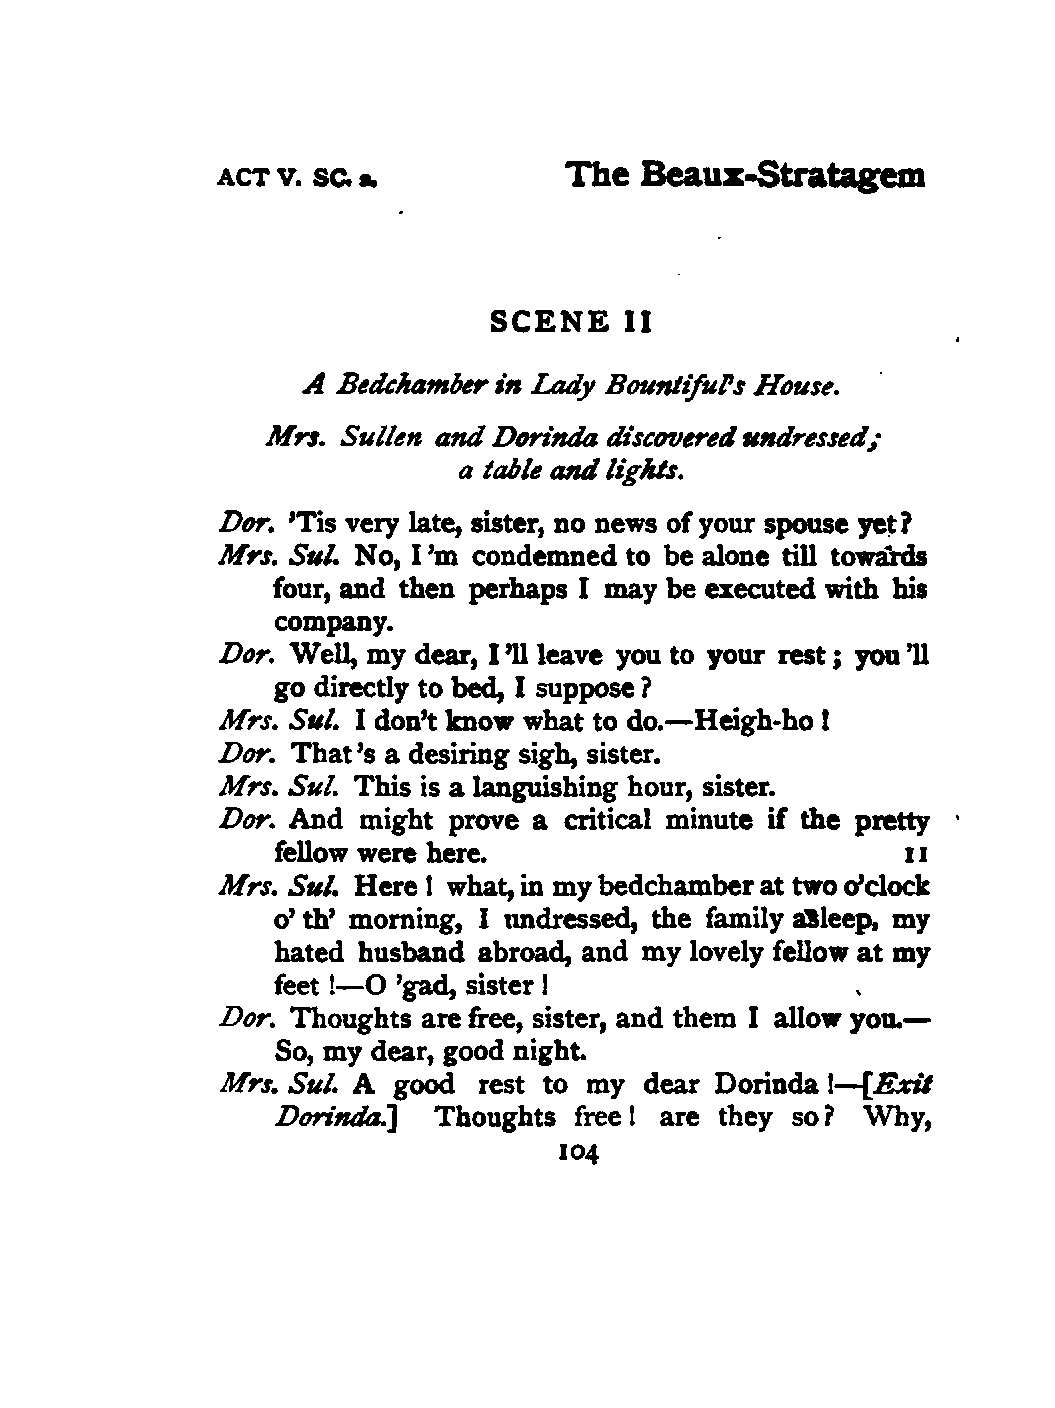 ACT V. SC. 2. The Beaux-Stratagem
SCENE II
A Bedchamber in Lady Bountiful's House.
Mrs. Sullen and Dorinda discovered undressed;
a table and lights.
Dor. 'Tis very late, sister, no news of your spouse yet?
Mrs. Sul. No, I'm condemned to be alone till towards
four, and then perhaps I may be executed with his
company.
Dor. Well, my dear, I'll leave you to your rest; you'll
go directly to bed, I suppose?
Mrs. Sul. I don't know what to do.—Heigh-ho!
Dor. That's a desiring sigh, sister.
Mrs. Sul. This is a languishing hour, sister.
Dor. And might prove a critical minute if the pretty
fellow were here. 11
Mrs. Sul. Here! what, in my bedchamber at two o'clock
o' th' morning, I undressed, the family asleep, my
hated husband abroad, and my lovely fellow at my
feet!—O 'gad, sister!
Dor. Thoughts are free, sister, and them I allow you.—
So, my dear, good night.
Mrs. Sul. A good rest to my dear Dorinda!—[Exit
Dorinda.] Thoughts free! are they so? Why,
104